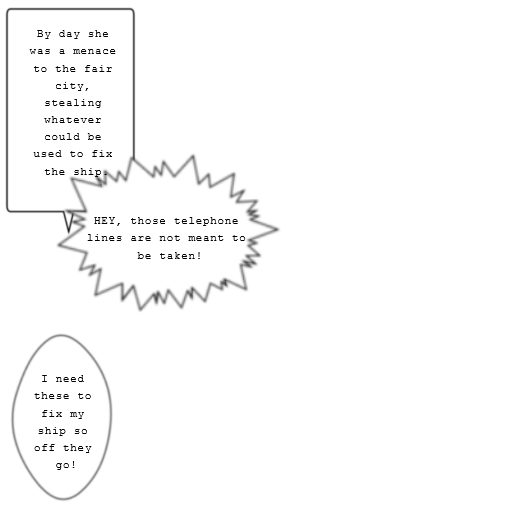 By day she
was a menace
to the fair
city,
stealing
whatever
could be
used to fix
the ship.
HEY, those telephone
lines are not meant to
be taken!
I need
these to
fix my
ship so
off they
go!